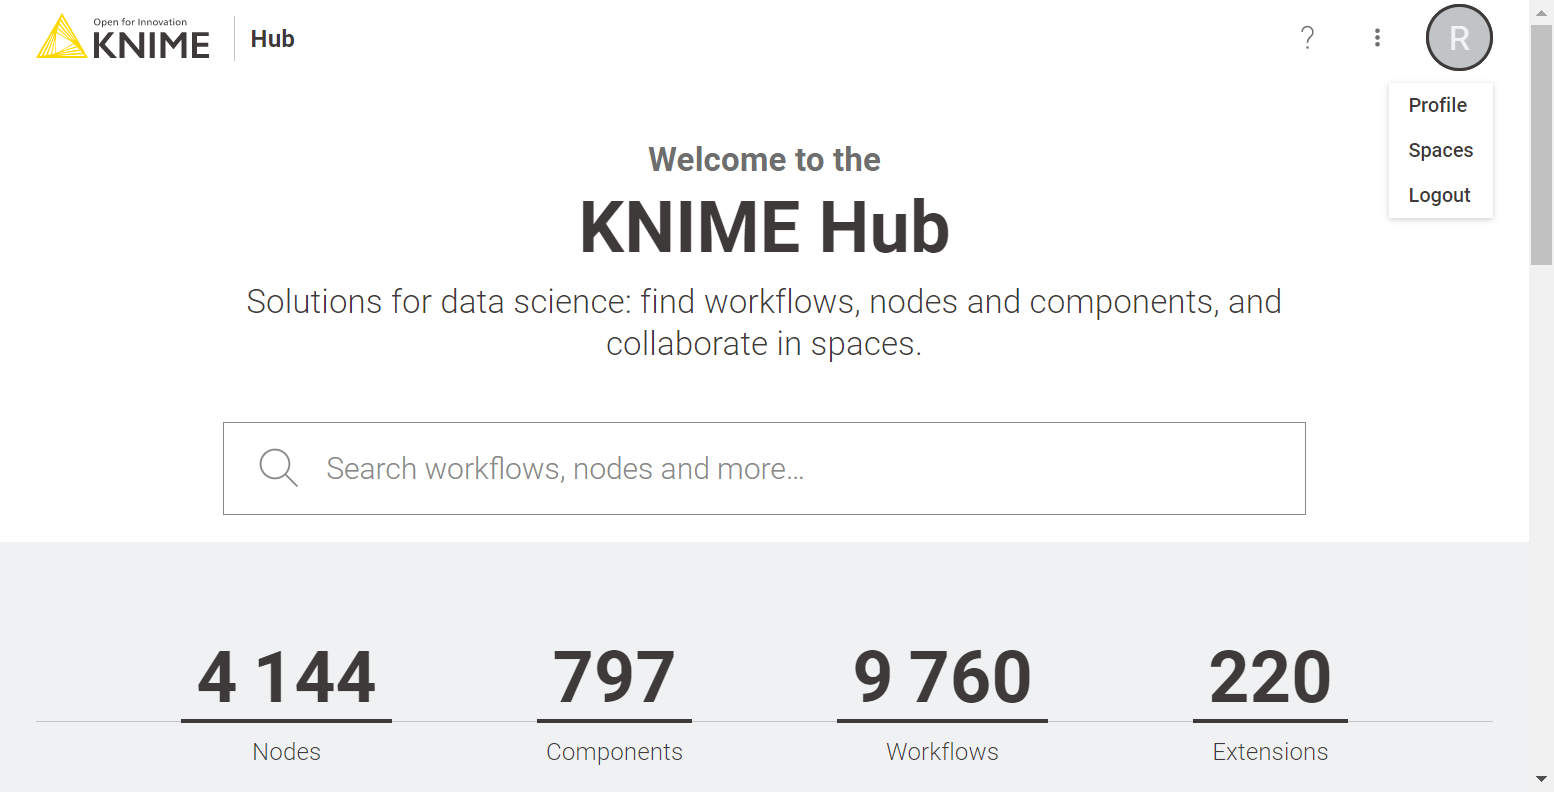 Open for Innovation
KNIME
Hub
?
R
Profile
Spaces
Logout
Welcome to the
KNIME Hub
Solutions for data science: find workflows, nodes and components, and
collaborate in spaces.
Search workflows, nodes and more...
4 144
Nodes
797
Components
9 760
Workflows
220
Extensions